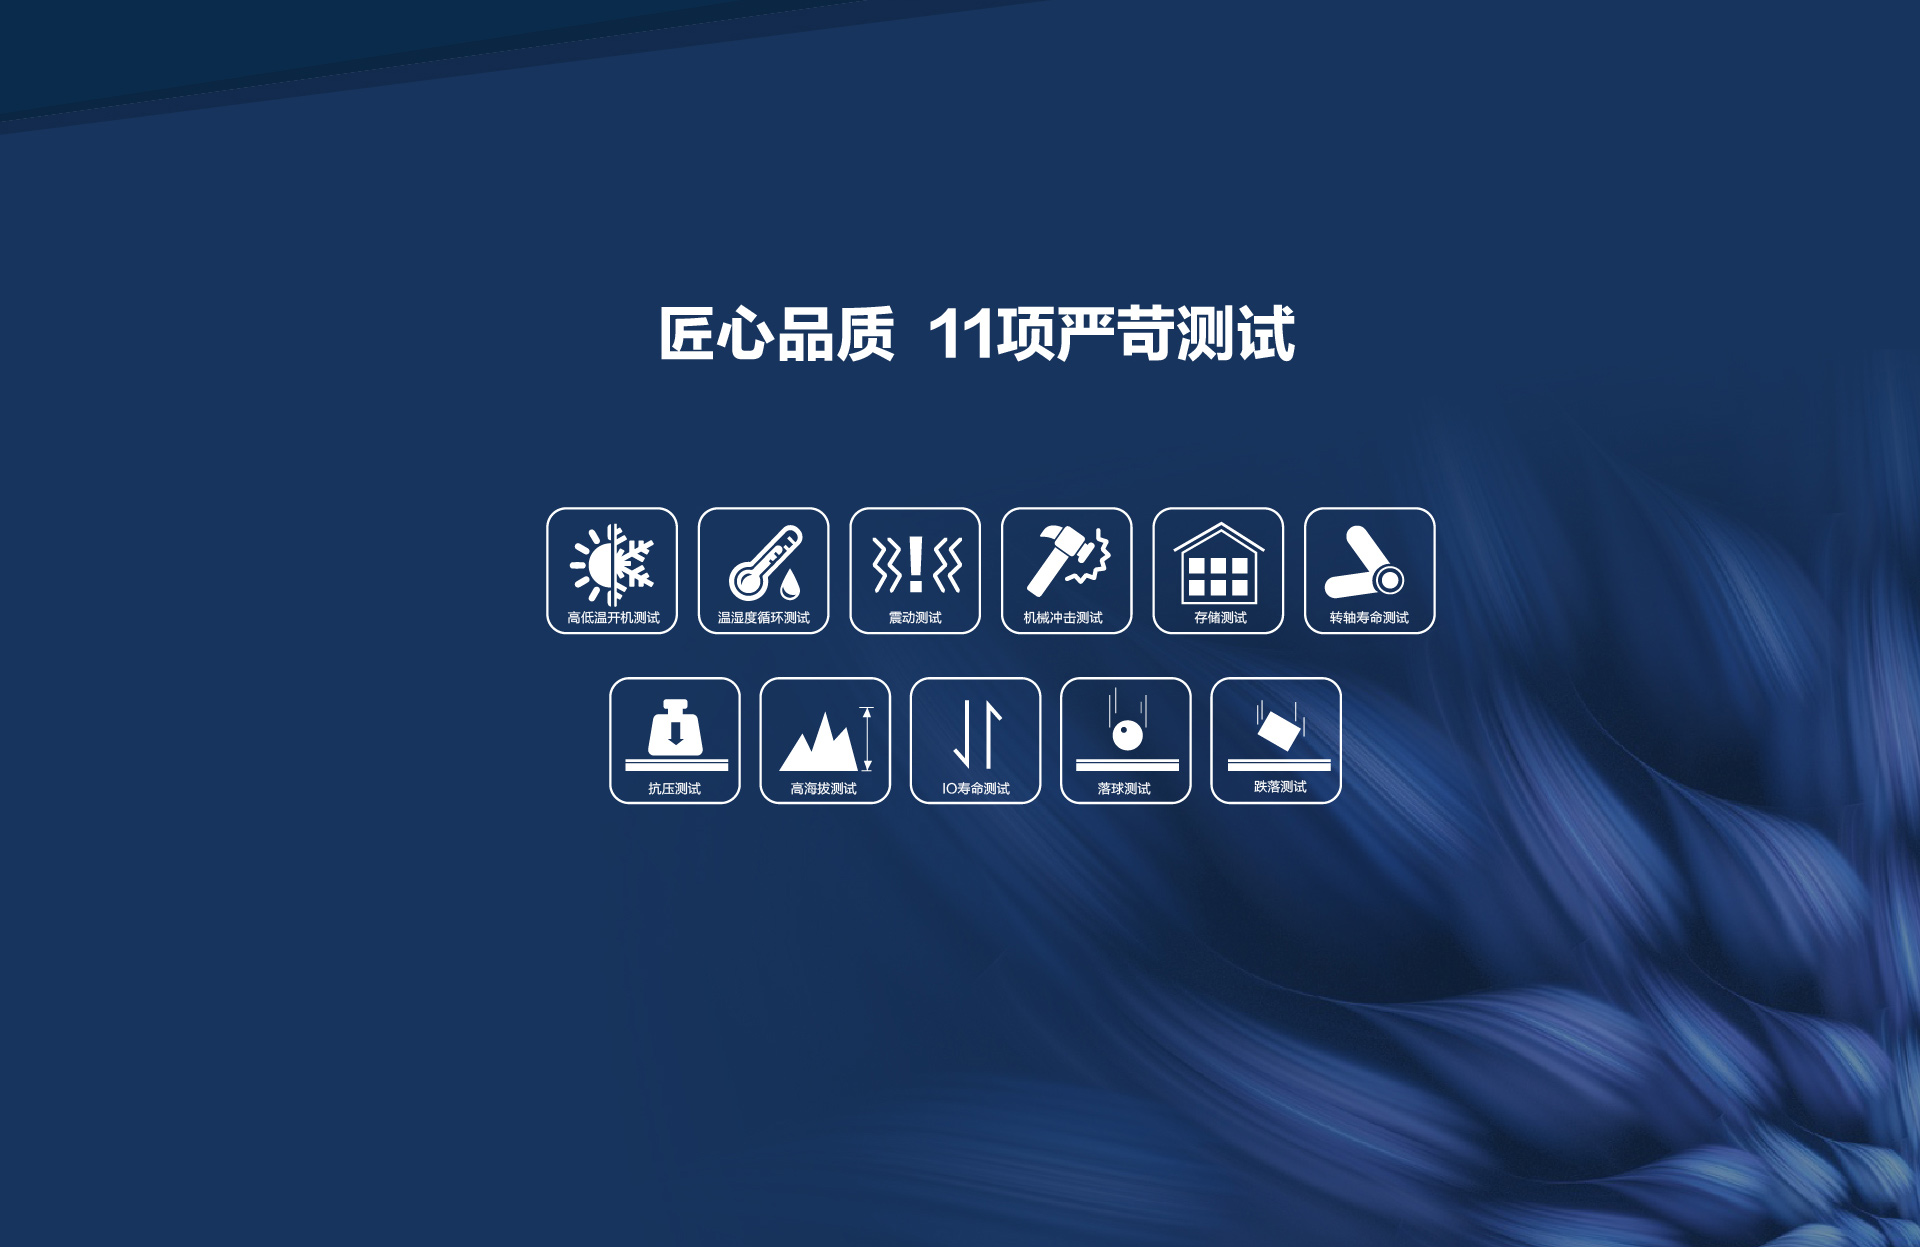 匠心品质 11项严苛测试
高低温开机测试
温湿度循环测试
震动测试
机械冲击测试
存储测试
转轴寿命测试
抗压测试
高海拔测试
IO寿命测试
落球测试
跌落测试